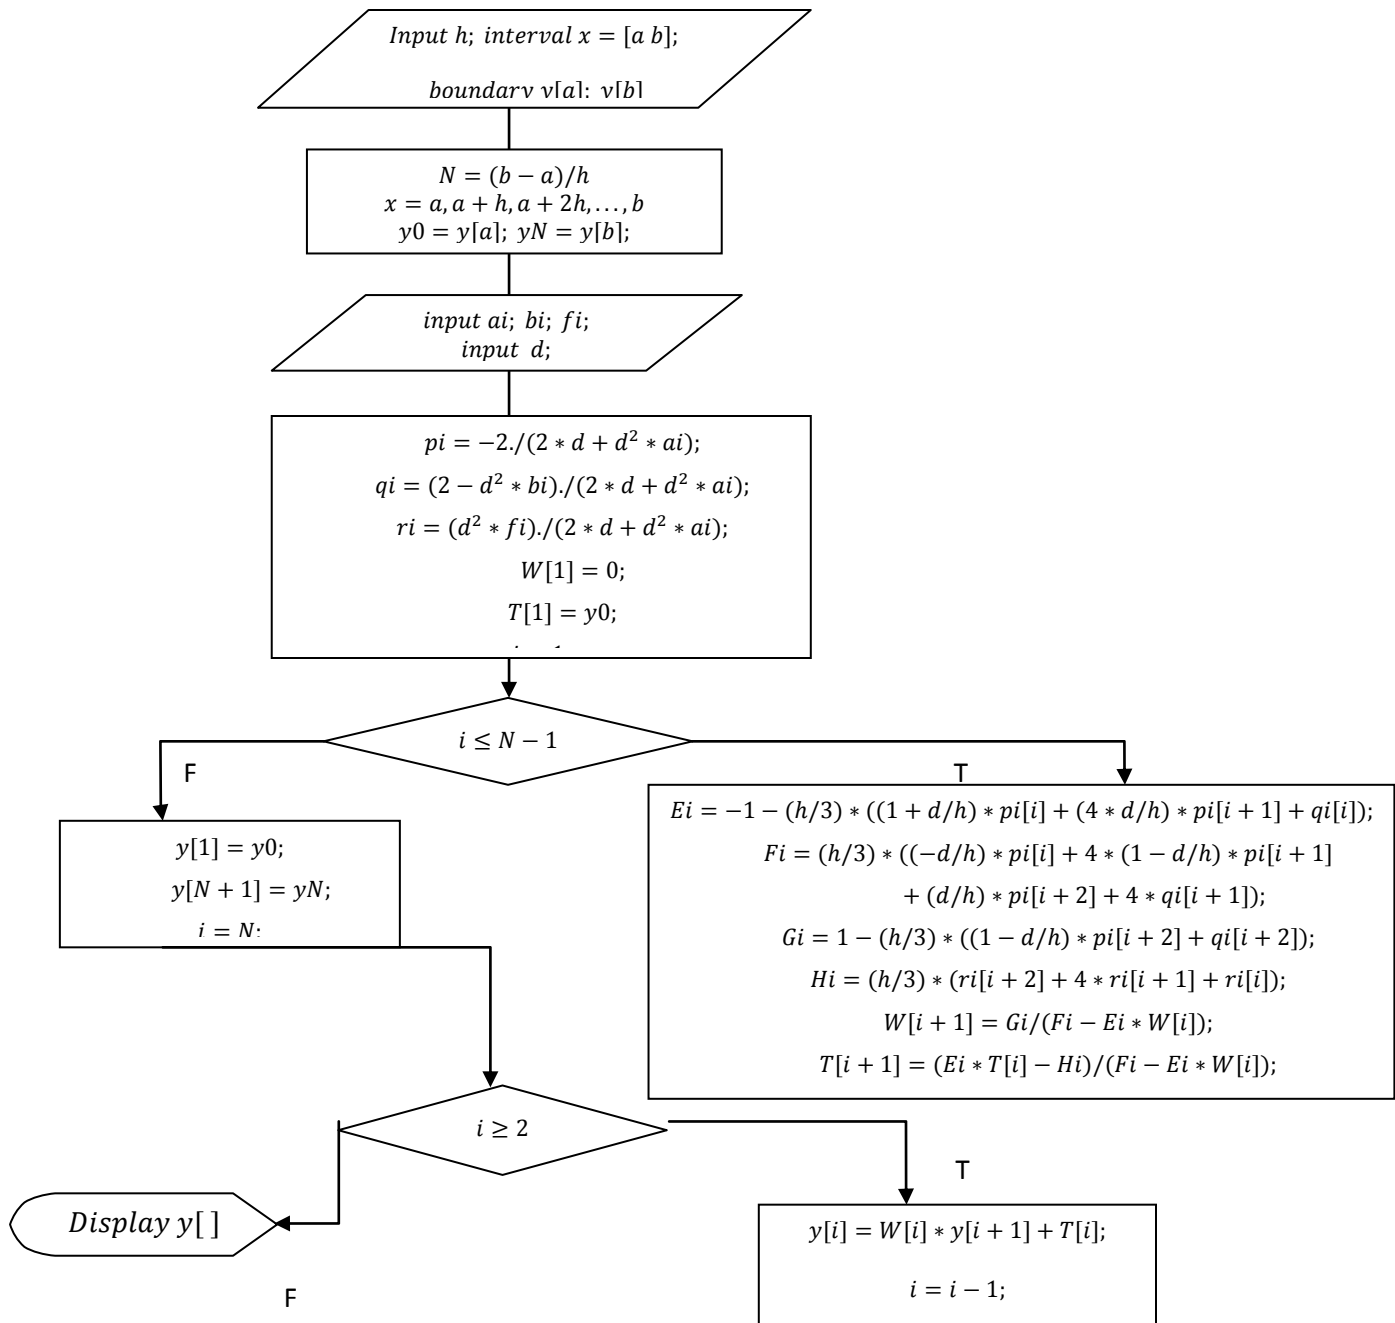 Input h; interval x = [a b];
boundary y[a]; y[b]
N = (b − a)/h
x = a, a + h, a + 2h, . . . , b
y0 = y[a]; yN = y[b];
input ai; bi; fi;
input d;
pi = −2./(2 * d + d² * ai);
qi = (2 − d² * bi)./(2 * d + d² * ai);
ri = (d² * fi)./(2 * d + d² * ai);
W[1] = 0;
T[1] = y0;
i ≤ N − 1
F
T
y[1] = y0;
y[N + 1] = yN;
i = N;
Ei = −1 − (h/3) * ((1 + d/h) * pi[i] + (4 * d/h) * pi[i + 1] + qi[i]);
Fi = (h/3) * ((−d/h) * pi[i] + 4 * (1 − d/h) * pi[i + 1]
+ (d/h) * pi[i + 2] + 4 * qi[i + 1]);
Gi = 1 − (h/3) * ((1 − d/h) * pi[i + 2] + qi[i + 2]);
Hi = (h/3) * (ri[i + 2] + 4 * ri[i + 1] + ri[i]);
W[i + 1] = Gi/(Fi − Ei * W[i]);
T[i + 1] = (Ei * T[i] − Hi)/(Fi − Ei * W[i]);
i ≥ 2
T
Display y[ ]
F
y[i] = W[i] * y[i + 1] + T[i];
i = i − 1;